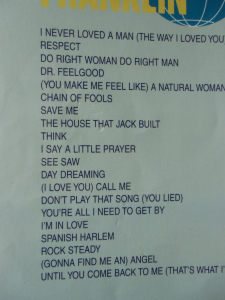 FRANKLIN
I NEVER LOVED A MAN (THE WAY I LOVED YOU
RESPECT
DO RIGHT WOMAN DO RIGHT MAN
DR. FEELGOOD
(YOU MAKE ME FEEL LIKE) A NATURAL WOMAN
CHAIN OF FOOLS
SAVE ME
THE HOUSE THAT JACK BUILT
THINK
I SAY A LITTLE PRAYER
SEE SAW
DAY DREAMING
(I LOVE YOU) CALL ME
DON'T PLAY THAT SONG (YOU LIED)
YOU'RE ALL I NEED TO GET BY
I'M IN LOVE
SPANISH HARLEM
ROCK STEADY
(GONNA FIND ME AN) ANGEL
UNTIL YOU COME BACK TO ME (THAT'S WHAT